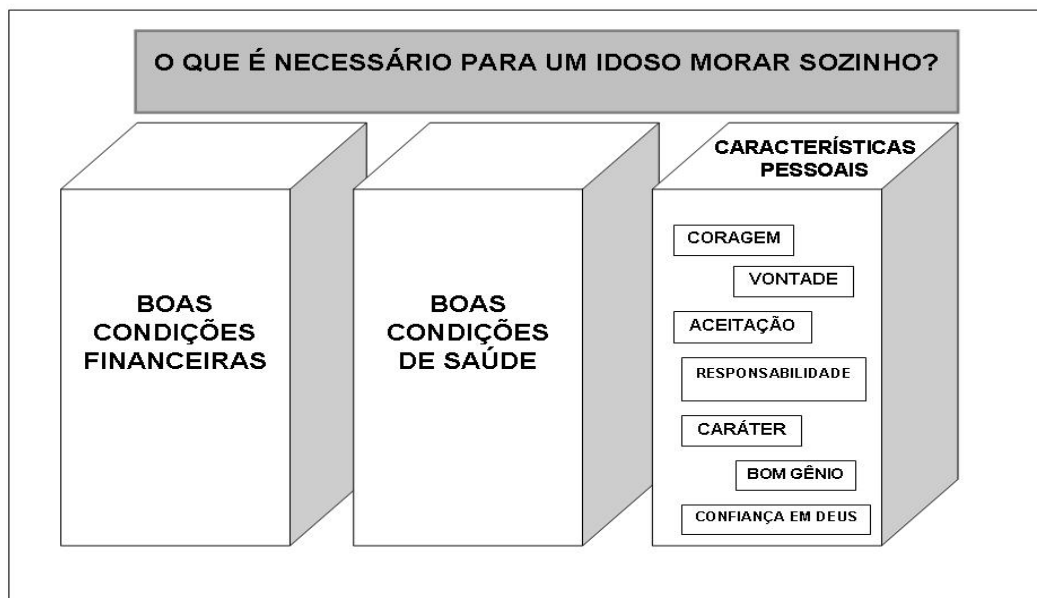 O QUE É NECESSÁRIO PARA UM IDOSO MORAR SOZINHO?
BOAS
CONDIÇÕES
FINANCEIRAS
BOAS
CONDIÇÕES
DE SAÚDE
CARACTERÍSTICAS
PESSOAIS
CORAGEM
VONTADE
ACEITAÇÃO
RESPONSABILIDADE
CARÁTER
BOM GÊNIO
CONFIANÇA EM DEUS